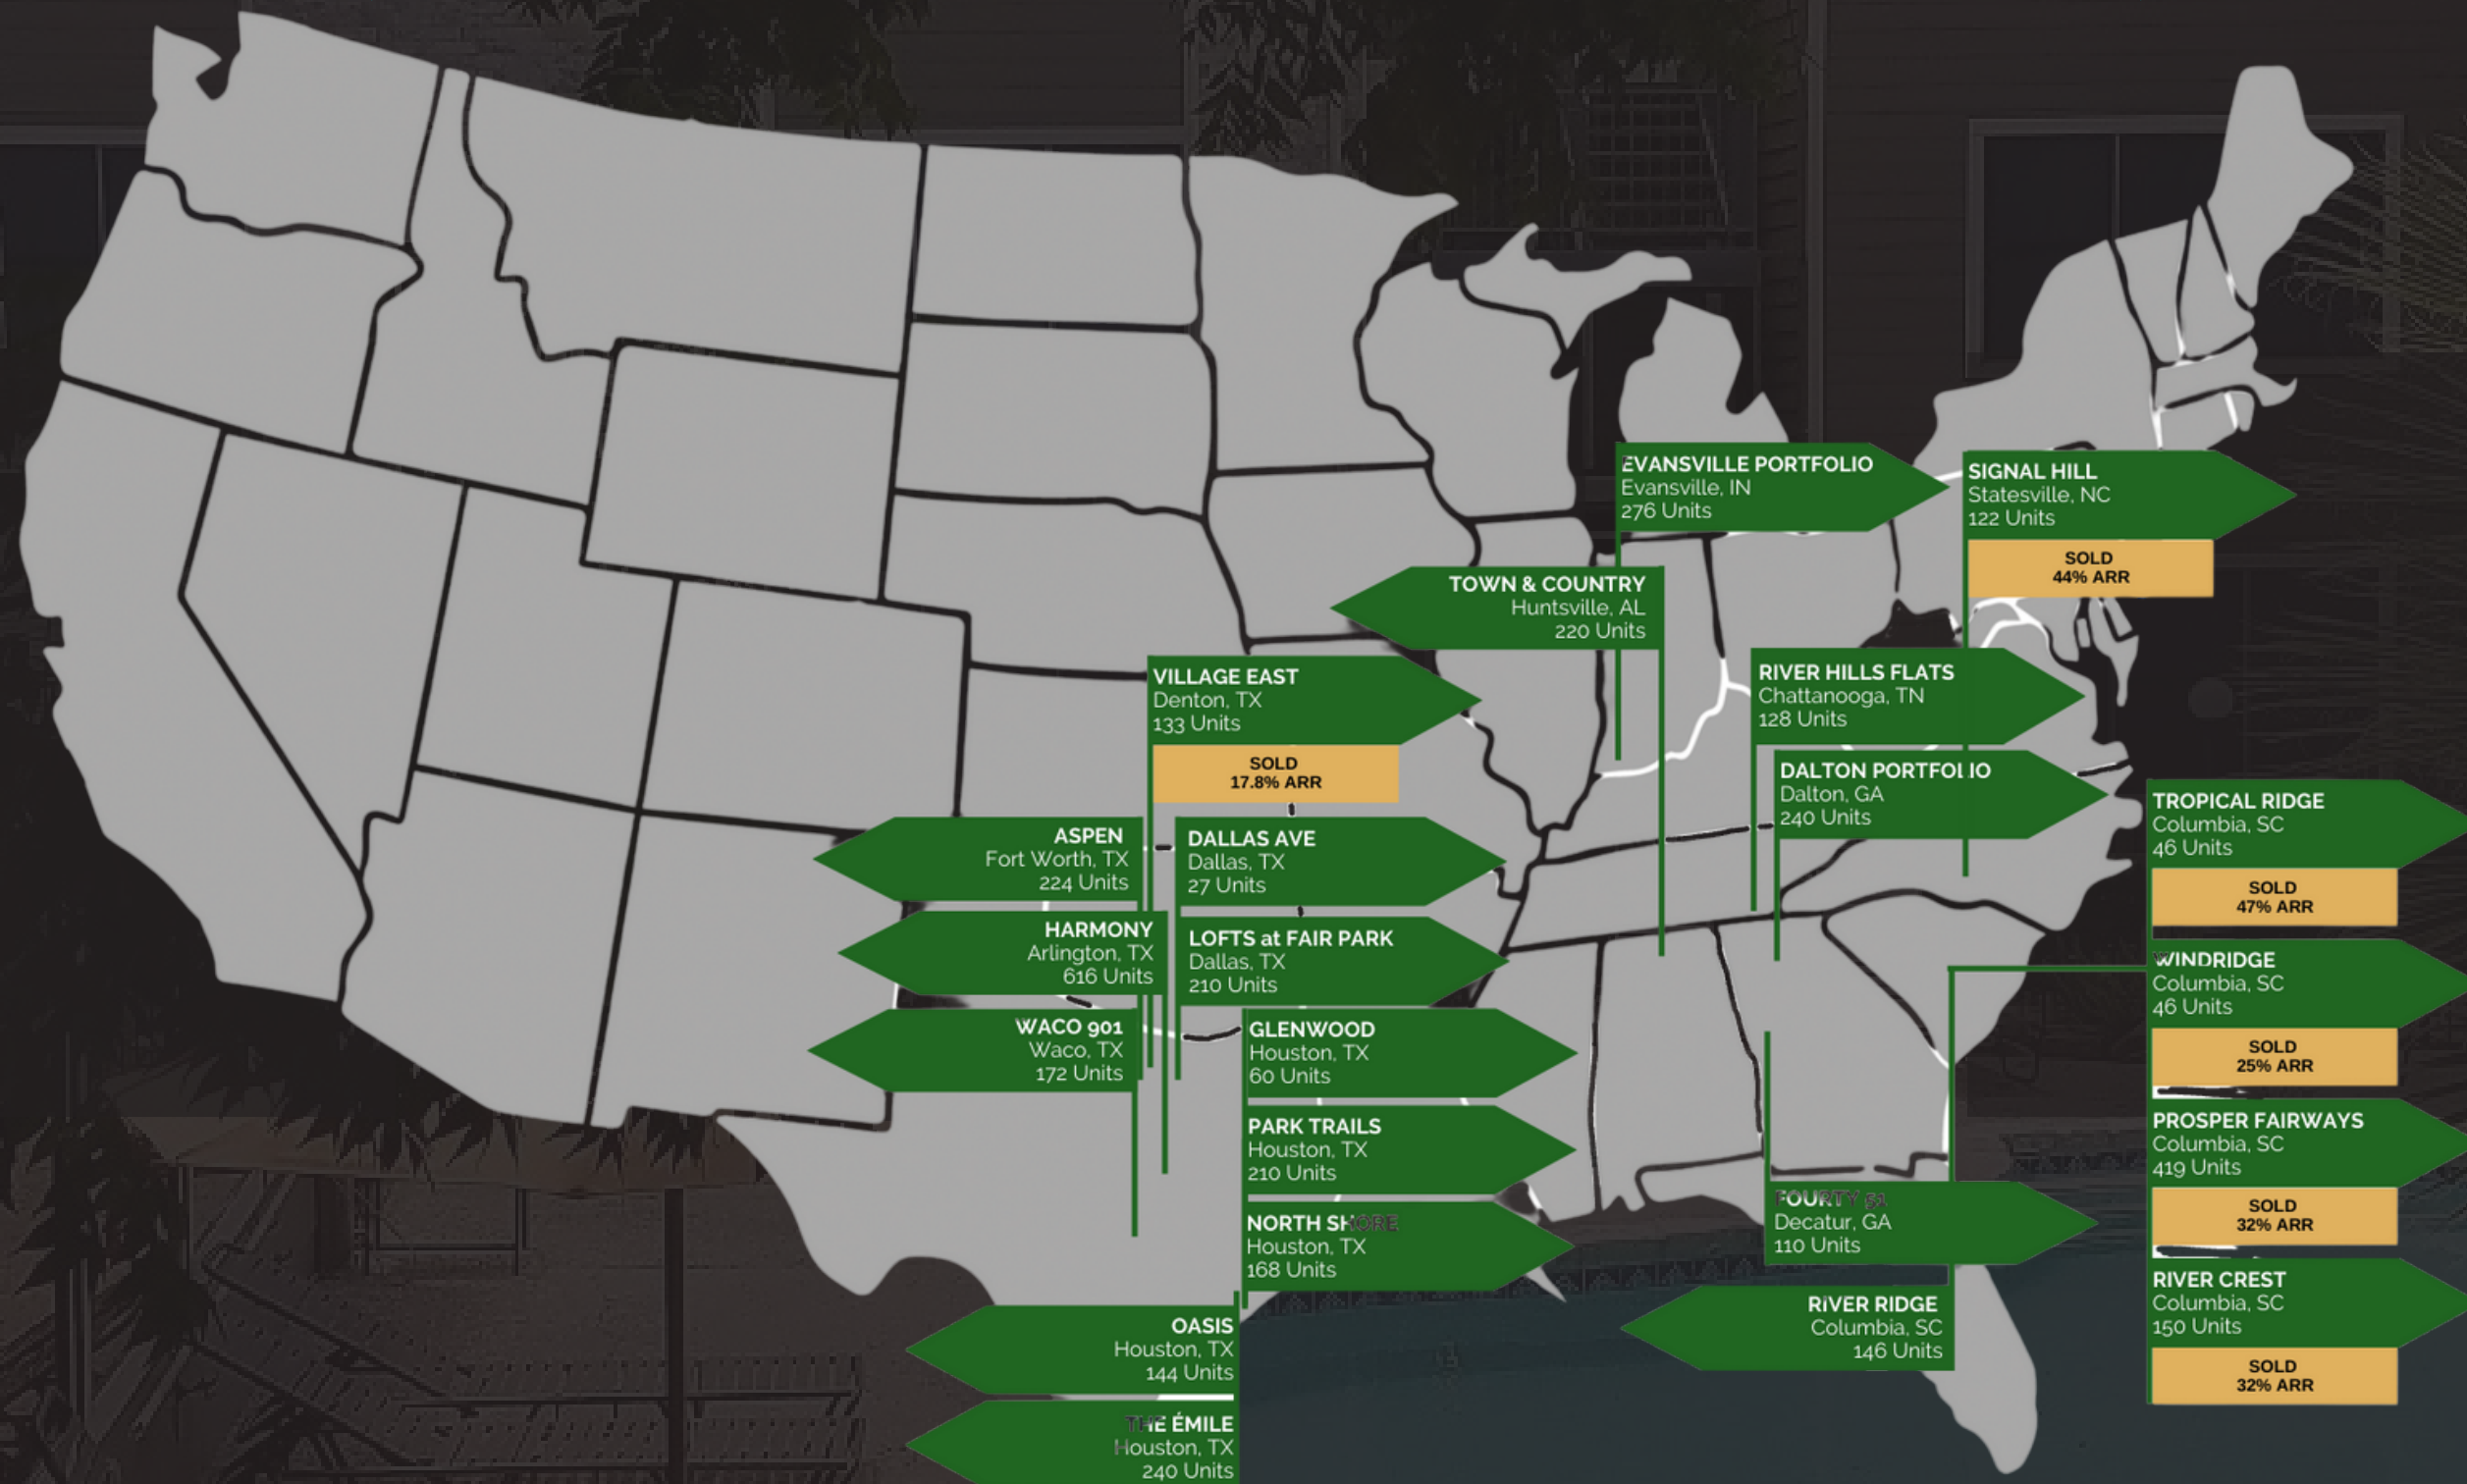 EVANSVILLE PORTFOLIO
Evansville, IN
276 Units
SIGNAL HILL
Statesville, NC
122 Units
SOLD
44% ARR
TOWN & COUNTRY
Huntsville, AL
220 Units
VILLAGE EAST
Denton, TX
133 Units
SOLD
17.8% ARR
RIVER HILLS FLATS
Chattanooga, TN
128 Units
DALTON PORTFOLIO
Dalton, GA
240 Units
ASPEN
Fort Worth, TX
224 Units
DALLAS AVE
Dallas, TX
27 Units
HARMONY
Arlington, TX
616 Units
LOFTS at FAIR PARK
Dallas, TX
210 Units
WACO 901
Waco, TX
172 Units
GLENWOOD
Houston, TX
60 Units
PARK TRAILS
Houston, TX
210 Units
NORTH SHORE
Houston, TX
168 Units
OASIS
Houston, TX
144 Units
THE ÉMILE
Houston, TX
240 Units
FOURTY 51
Decatur, GA
110 Units
RIVER RIDGE
Columbia, SC
146 Units
TROPICAL RIDGE
Columbia, SC
46 Units
SOLD
47% ARR
WINDRIDGE
Columbia, SC
46 Units
SOLD
25% ARR
PROSPER FAIRWAYS
Columbia, SC
419 Units
SOLD
32% ARR
RIVER CREST
Columbia, SC
150 Units
SOLD
32% ARR